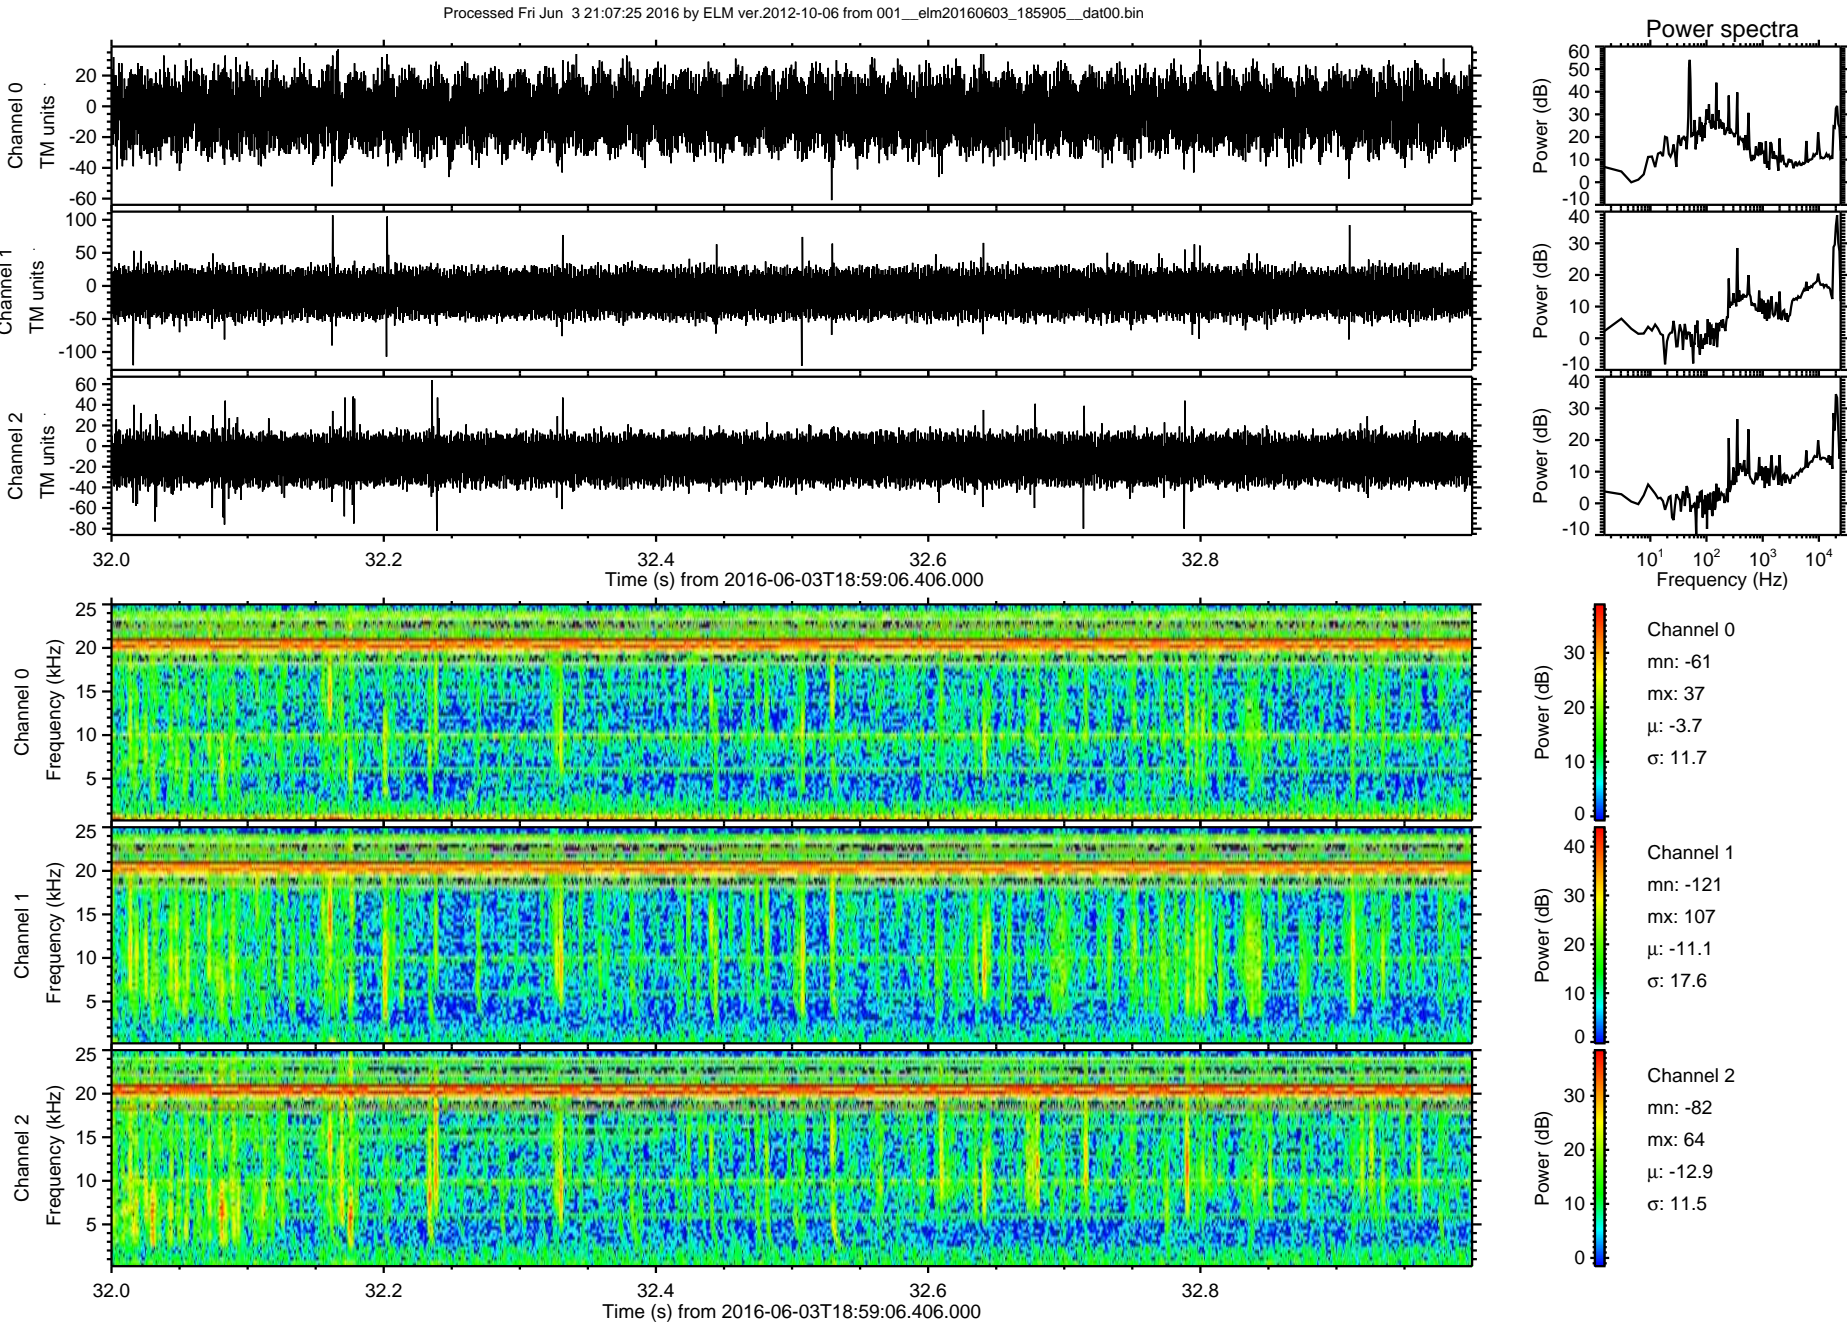 Processed Fri Jun  3 21:07:25 2016 by ELM ver.2012-10-06 from 001__elm20160603_185905__dat00.bin
Power spectra
Channel 0
TM units
20
0
-20
-40
-60
Power (dB)
60
50
40
30
20
10
0
-10
Channel 1
TM units
100
50
0
-50
-100
Power (dB)
40
30
20
10
0
-10
Channel 2
TM units
60
40
20
0
-20
-40
-60
-80
Power (dB)
40
30
20
10
0
-10
32.0 32.2 32.4 32.6 32.8
Time (s) from 2016-06-03T18:59:06.406.000
10¹ 10² 10³ 10⁴
Frequency (Hz)
Channel 0
Frequency (kHz)
25
20
15
10
5
Power (dB)
30
20
10
0
Channel 0
mn: -61
mx: 37
μ: -3.7
σ: 11.7
Channel 1
Frequency (kHz)
25
20
15
10
5
Power (dB)
40
30
20
10
0
Channel 1
mn: -121
mx: 107
μ: -11.1
σ: 17.6
Channel 2
Frequency (kHz)
25
20
15
10
5
Power (dB)
30
20
10
0
Channel 2
mn: -82
mx: 64
μ: -12.9
σ: 11.5
32.0 32.2 32.4 32.6 32.8
Time (s) from 2016-06-03T18:59:06.406.000